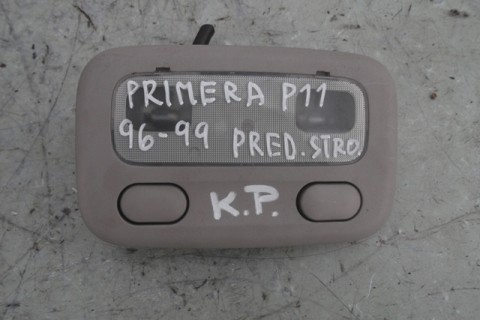 PRIMERA P11
96-99 PRED.STRO.
K.P.